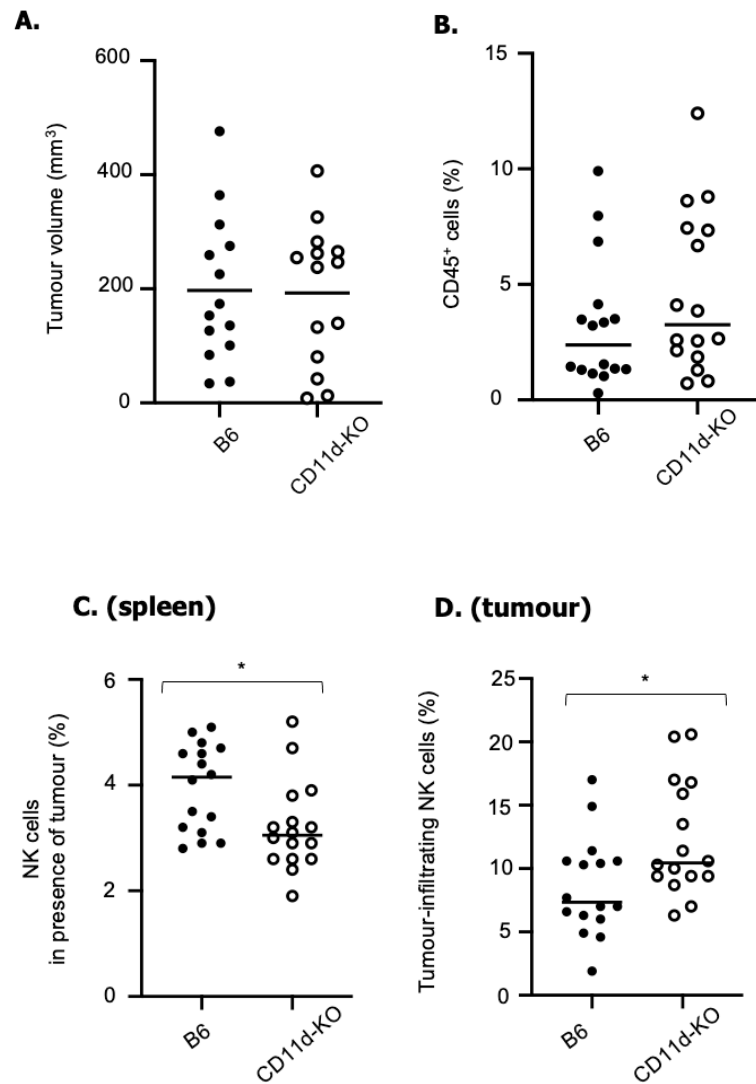 A.
600
400
200
0
Tumour volume (mm³)
B6
CD11d-KO
B.
15
10
5
0
CD45⁺ cells (%)
B6
CD11d-KO
C. (spleen)
*
6
4
2
0
NK cells
in presence of tumour (%)
B6
CD11d-KO
D. (tumour)
*
25
20
15
10
5
0
Tumour-infiltrating NK cells (%)
B6
CD11d-KO